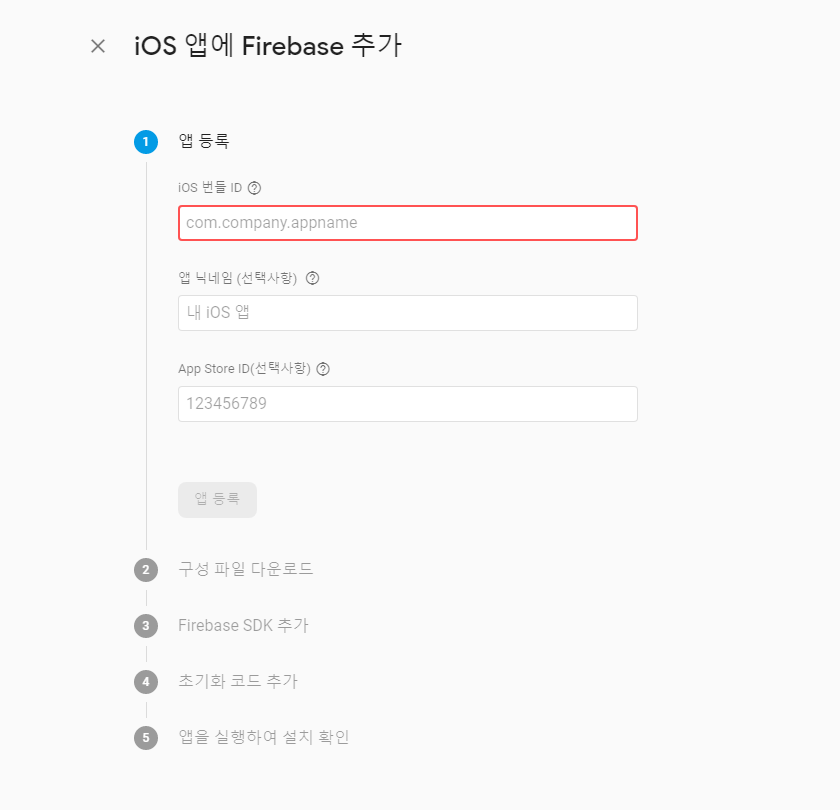 iOS 앱에 Firebase 추가
1 앱 등록
iOS 번들 ID ?
com.company.appname
앱 닉네임 (선택사항) ?
내 iOS 앱
App Store ID(선택사항) ?
123456789
앱 등록
2 구성 파일 다운로드
3 Firebase SDK 추가
4 초기화 코드 추가
5 앱을 실행하여 설치 확인